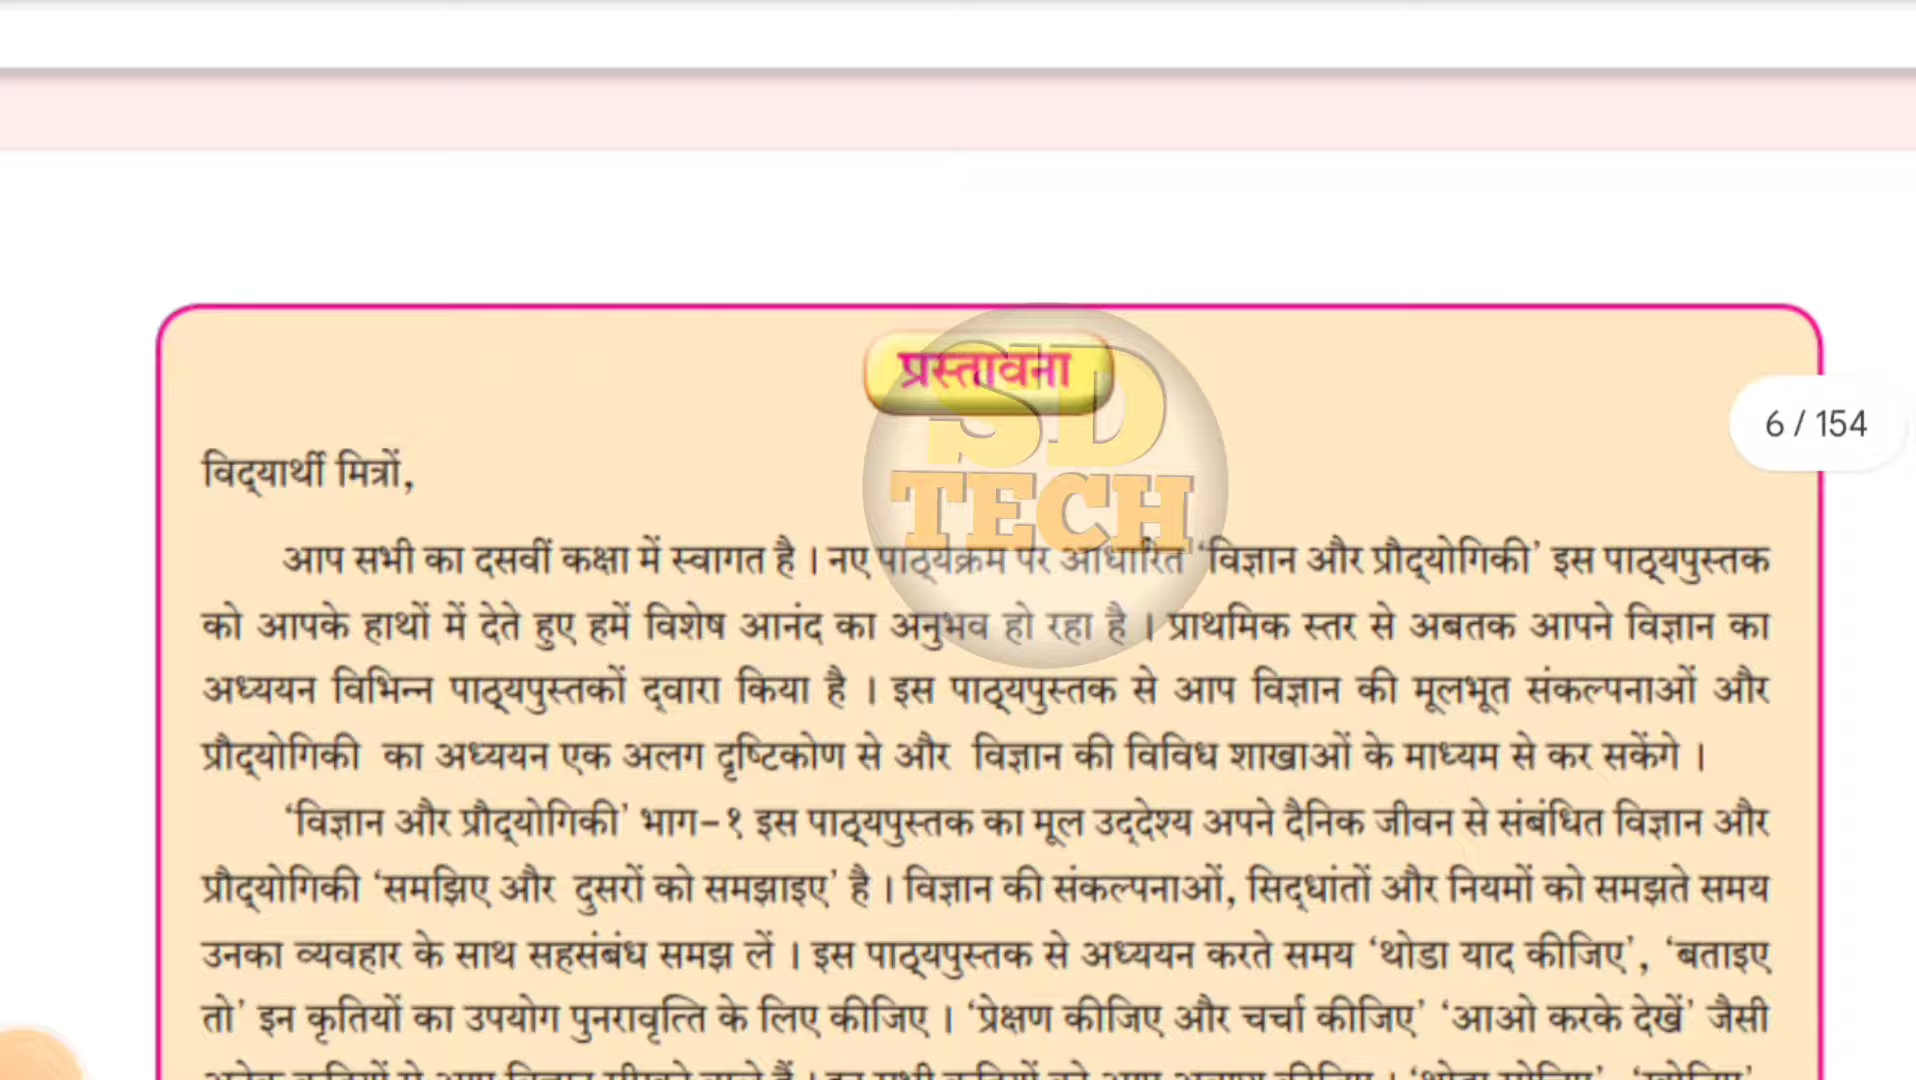 प्रस्तावना
SD
TECH
6 / 154
विद्यार्थी मित्रों,
आप सभी का दसवीं कक्षा में स्वागत है । नए पाठ्यक्रम पर आधारित ‘विज्ञान और प्रौद्योगिकी’ इस पाठ्यपुस्तक
को आपके हाथों में देते हुए हमें विशेष आनंद का अनुभव हो रहा है । प्राथमिक स्तर से अबतक आपने विज्ञान का
अध्ययन विभिन्न पाठ्यपुस्तकों द्वारा किया है । इस पाठ्यपुस्तक से आप विज्ञान की मूलभूत संकल्पनाओं और
प्रौद्योगिकी का अध्ययन एक अलग दृष्टिकोण से और विज्ञान की विविध शाखाओं के माध्यम से कर सकेंगे ।
‘विज्ञान और प्रौद्योगिकी’ भाग-१ इस पाठ्यपुस्तक का मूल उद्देश्य अपने दैनिक जीवन से संबंधित विज्ञान और
प्रौद्योगिकी ‘समझिए और दुसरों को समझाइए’ है । विज्ञान की संकल्पनाओं, सिद्धांतों और नियमों को समझते समय
उनका व्यवहार के साथ सहसंबंध समझ लें । इस पाठ्यपुस्तक से अध्ययन करते समय ‘थोडा याद कीजिए’, ‘बताइए
तो’ इन कृतियों का उपयोग पुनरावृत्ति के लिए कीजिए । ‘प्रेक्षण कीजिए और चर्चा कीजिए’ ‘आओ करके देखें’ जैसी